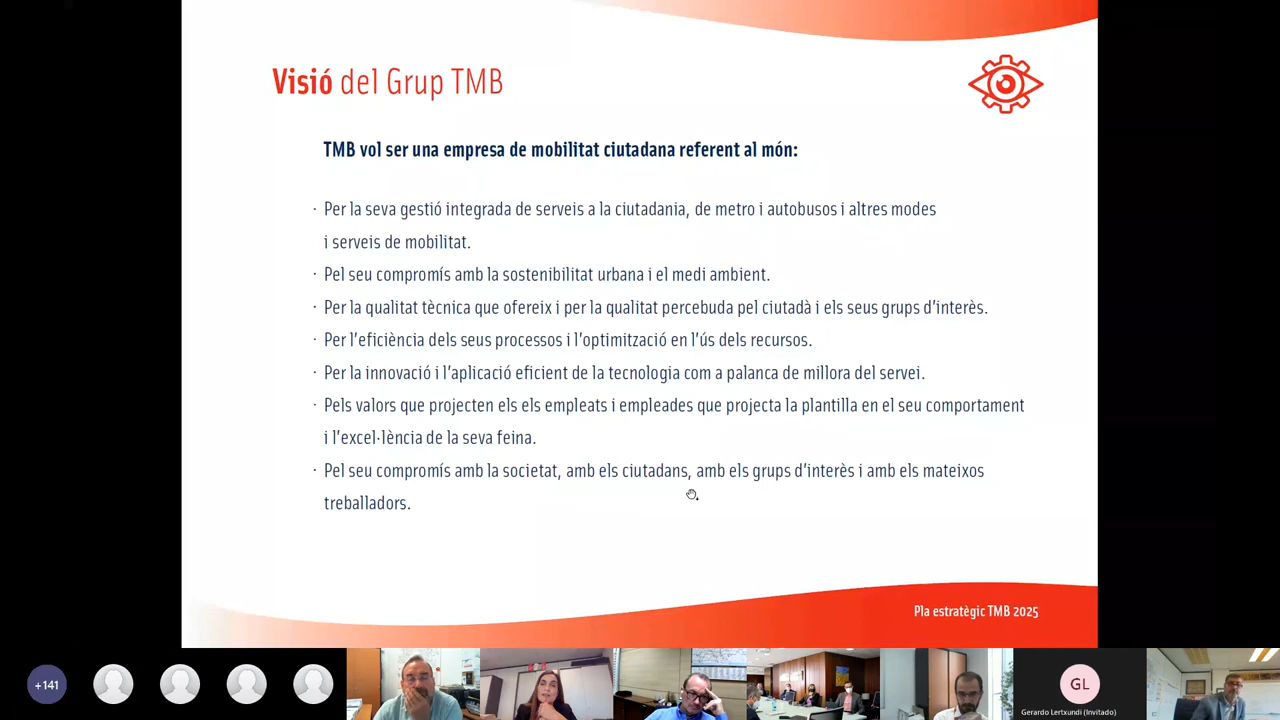 Visió del Grup TMB
TMB vol ser una empresa de mobilitat ciutadana referent al món:
· Per la seva gestió integrada de serveis a la ciutadania, de metro i autobusos i altres modes
i serveis de mobilitat.
· Pel seu compromís amb la sostenibilitat urbana i el medi ambient.
· Per la qualitat tècnica que ofereix i per la qualitat percebuda pel ciutadà i els seus grups d’interès.
· Per l’eficiència dels seus processos i l’optimització en l’ús dels recursos.
· Per la innovació i l’aplicació eficient de la tecnologia com a palanca de millora del servei.
· Pels valors que projecten els els empleats i empleades que projecta la plantilla en el seu comportament
i l’excel·lència de la seva feina.
· Pel seu compromís amb la societat, amb els ciutadans, amb els grups d’interès i amb els mateixos
treballadors.
Pla estratègic TMB 2025
+141
GL
Gerardo Lertxundi (Invitado)